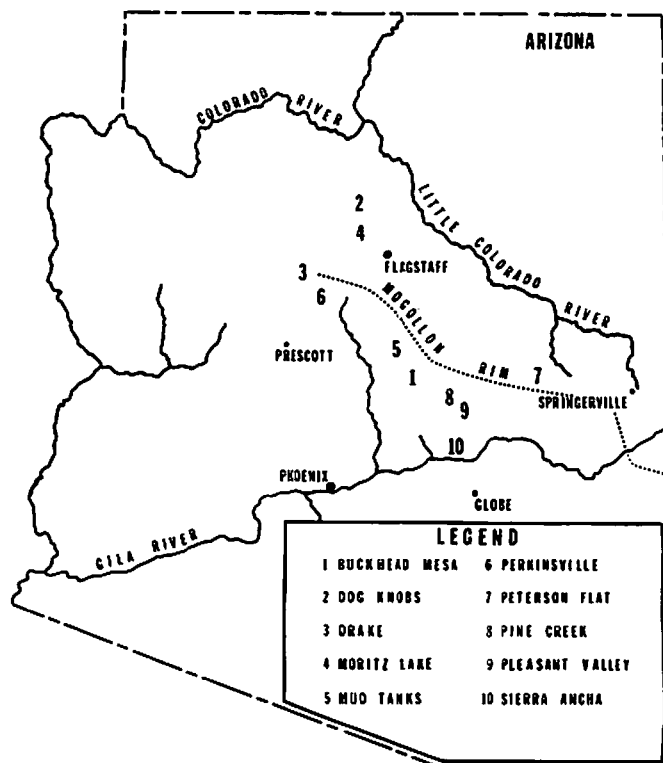 ARIZONA
COLORADO RIVER
LITTLE COLORADO RIVER
2
4
FLAGSTAFF
3
6
MOGOLLON RIM
PRESCOTT
5
1
7
8
9
SPRINGERVILLE
10
PHOENIX
GLOBE
GILA RIVER
LEGEND
1 BUCKHEAD MESA 6 PERKINSVILLE
2 DOG KNOBS 7 PETERSON FLAT
3 DRAKE 8 PINE CREEK
4 MORITZ LAKE 9 PLEASANT VALLEY
5 MUD TANKS 10 SIERRA ANCHA